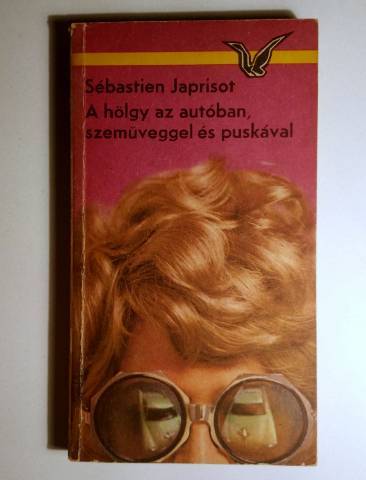 Sébastien Japrisot
A hölgy az autóban,
szemüveggel és puskával